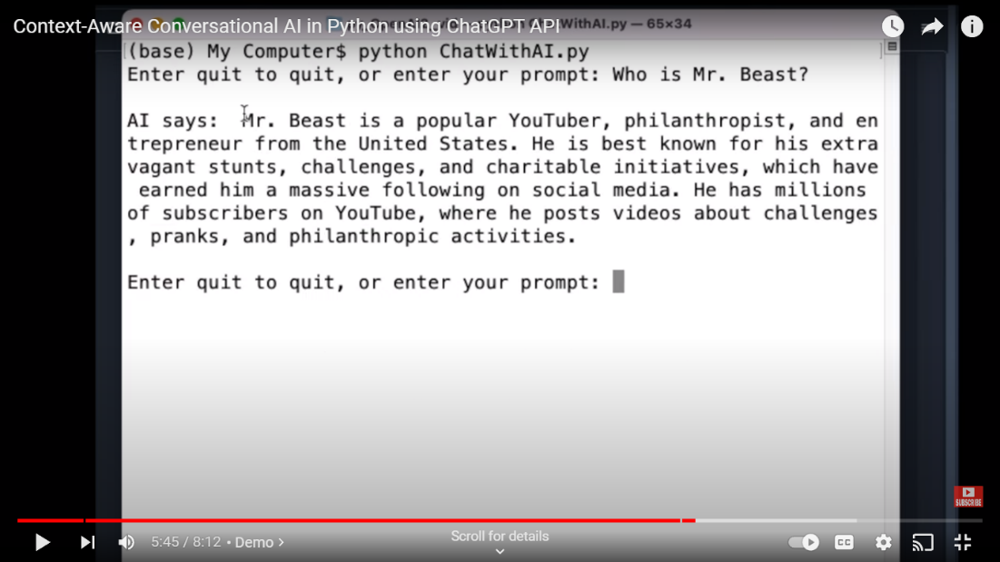 Context-Aware Conversational AI in Python using ChatGPT API
WithAI.py — 65×34
(base) My Computer$ python ChatWithAI.py
Enter quit to quit, or enter your prompt: Who is Mr. Beast?
AI says:  Mr. Beast is a popular YouTuber, philanthropist, and en
trepreneur from the United States. He is best known for his extra
vagant stunts, challenges, and charitable initiatives, which have
 earned him a massive following on social media. He has millions
of subscribers on YouTube, where he posts videos about challenges
, pranks, and philanthropic activities.
Enter quit to quit, or enter your prompt:
SUBSCRIBE
Scroll for details
5:45 / 8:12 • Demo >
CC